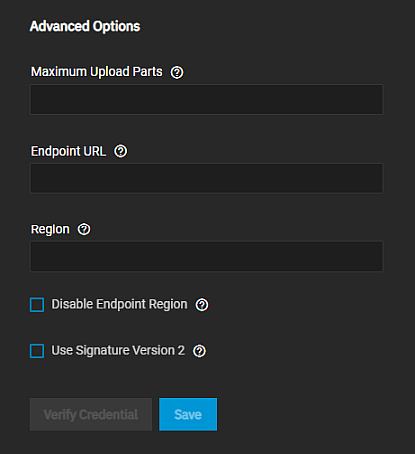 Advanced Options
Maximum Upload Parts
Endpoint URL
Region
Disable Endpoint Region
Use Signature Version 2
Verify Credential Save